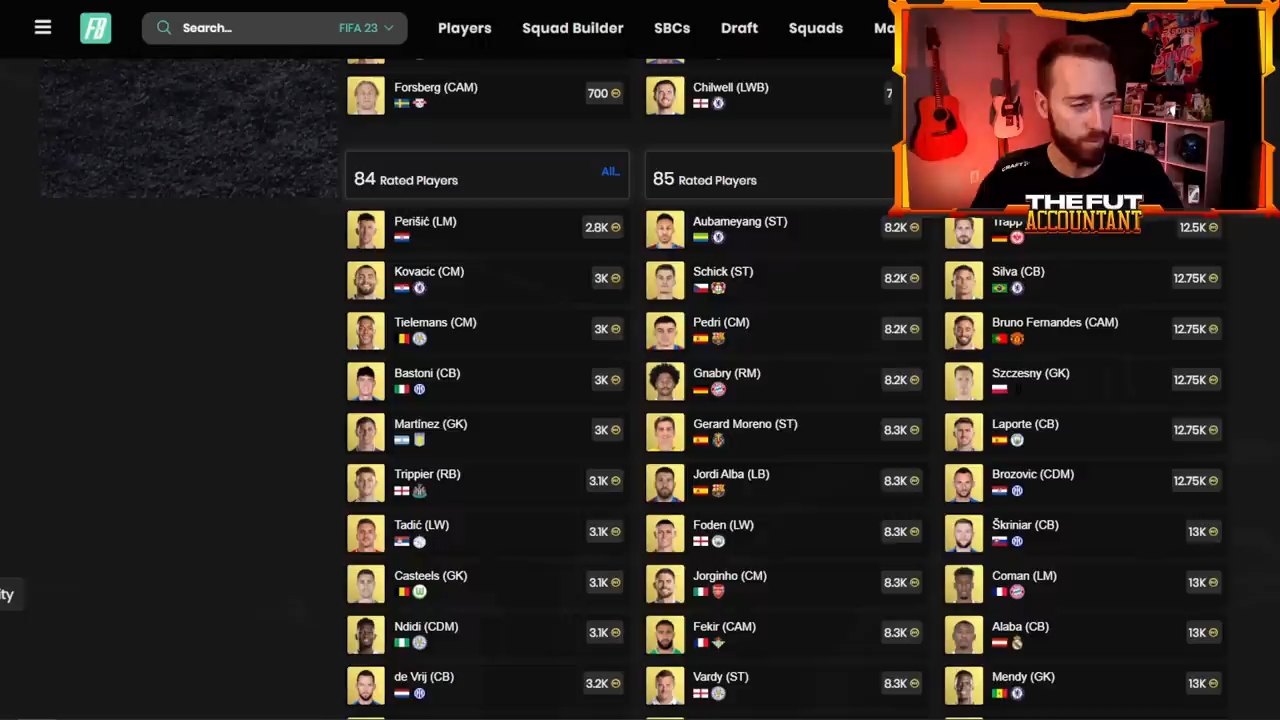 FB
Search...
FIFA 23
Players
Squad Builder
SBCs
Draft
Squads
Forsberg (CAM)
700
Chilwell (LWB)
84 Rated Players
All..
85 Rated Players
Perišić (LM)
2.8K
Aubameyang (ST)
8.2K
Trapp
12.5K
Kovacic (CM)
3K
Schick (ST)
8.2K
Silva (CB)
12.75K
Tielemans (CM)
3K
Pedri (CM)
8.2K
Bruno Fernandes (CAM)
12.75K
Bastoni (CB)
3K
Gnabry (RM)
8.2K
Szczesny (GK)
12.75K
Martínez (GK)
3K
Gerard Moreno (ST)
8.3K
Laporte (CB)
12.75K
Trippier (RB)
3.1K
Jordi Alba (LB)
8.3K
Brozovic (CDM)
12.75K
Tadić (LW)
3.1K
Foden (LW)
8.3K
Škriniar (CB)
13K
Casteels (GK)
3.1K
Jorginho (CM)
8.3K
Coman (LM)
13K
Ndidi (CDM)
3.1K
Fekir (CAM)
8.3K
Alaba (CB)
13K
de Vrij (CB)
3.2K
Vardy (ST)
8.3K
Mendy (GK)
13K
ty
THE FUT
ACCOUNTANT